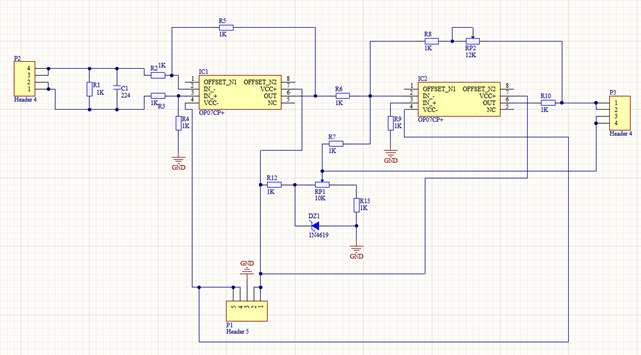 R5
1K
R8
1K
RP2
12K
P2
4
3
2
1
Header 4
R1
1K
C1
224
R2
1K
1K
R3
R4
1K
GND
IC1
1
2
3
4
OFFSET_N1
IN_-
IN_+
VCC-
OFFSET_N2
VCC+
OUT
NC
8
7
6
5
OP07CP+
R6
1K
R7
1K
IC2
1
2
3
4
OFFSET_N1
IN_-
IN_+
VCC-
OFFSET_N2
VCC+
OUT
NC
8
7
6
5
OP07CP+
R9
1K
GND
R10
1K
P3
1
2
3
4
Header 4
R12
1K
RP1
10K
R13
1K
DZ1
1N4619
GND
GND
5
4
3
2
1
P1
Header 5